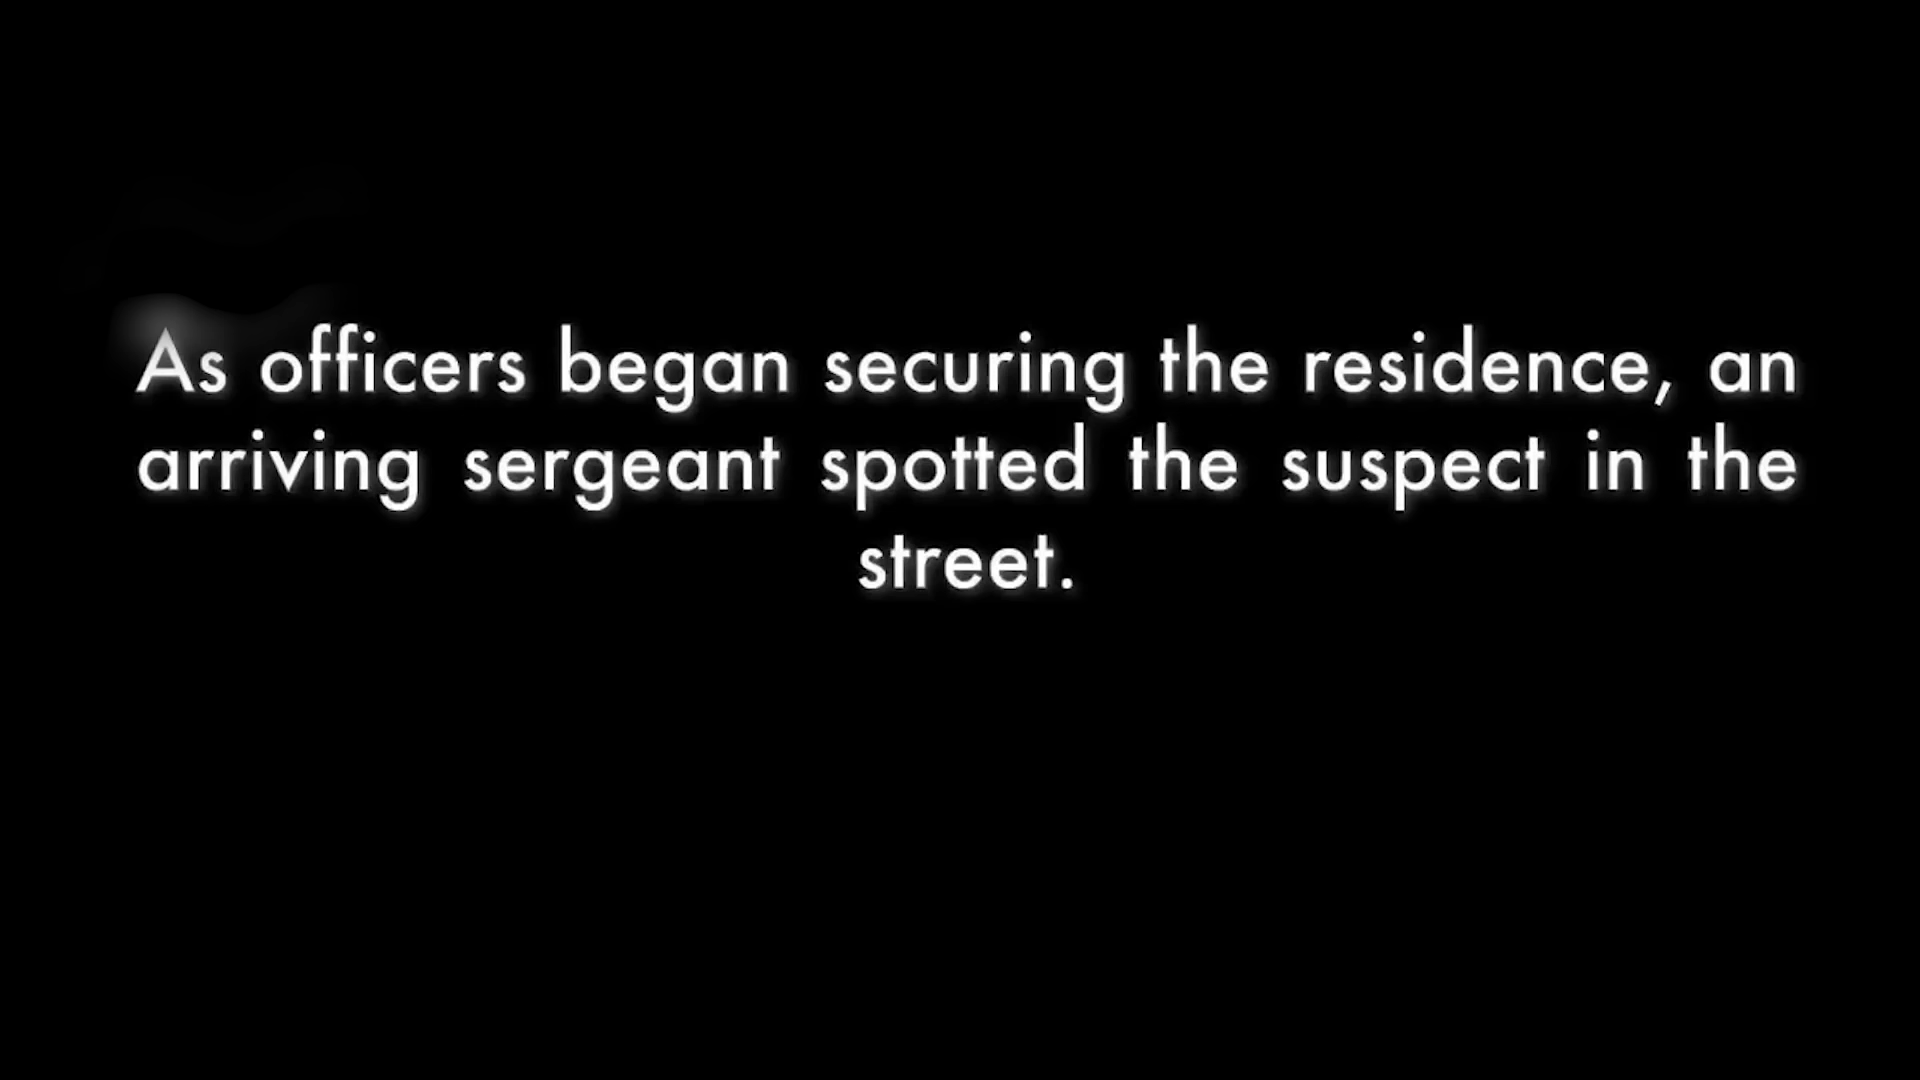 As officers began securing the residence, an
arriving sergeant spotted the suspect in the
street.